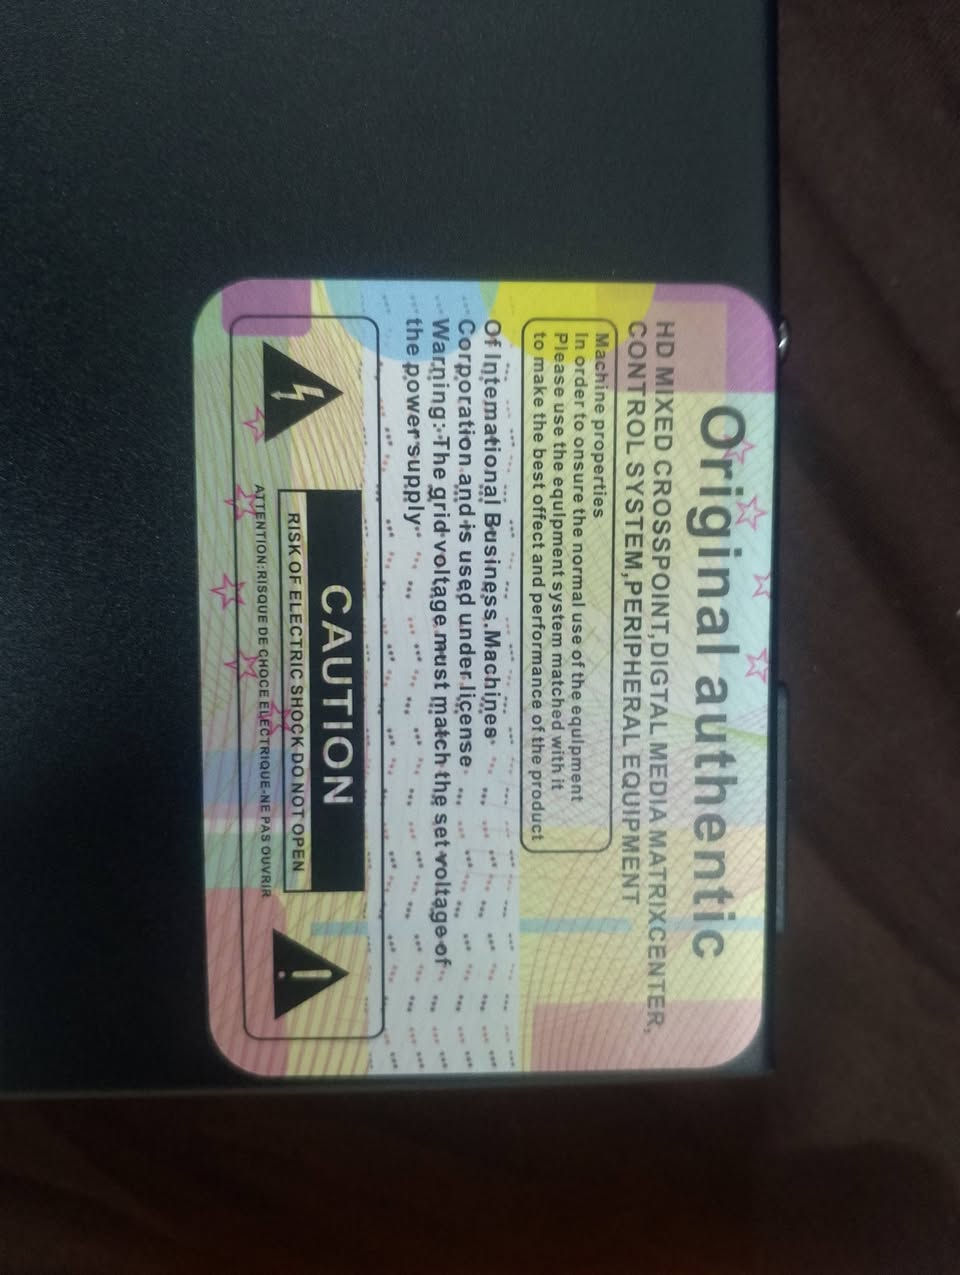 Original authentic
HD MIXED CROSSPOINT,DIGTAL MEDIA MATRIXCENTER,
CONTROL SYSTEM,PERIPHERAL EQUIPMENT
Machine properties
In order to onsure the normal use of the equlpment
Please use the equlpment system matched with it
to make the best offect and performance of the product
Of Intemational Business.Machines
Corporation.and is used under license
Warning: The grid voltage must match the set voltage of
the power supply
CAUTION
RISK OF ELECTRIC SHOCK DO NOT OPEN
ATTENTION:RISQUE DE CHOCE ELECTRIQUE-NE PAS OUVRIR